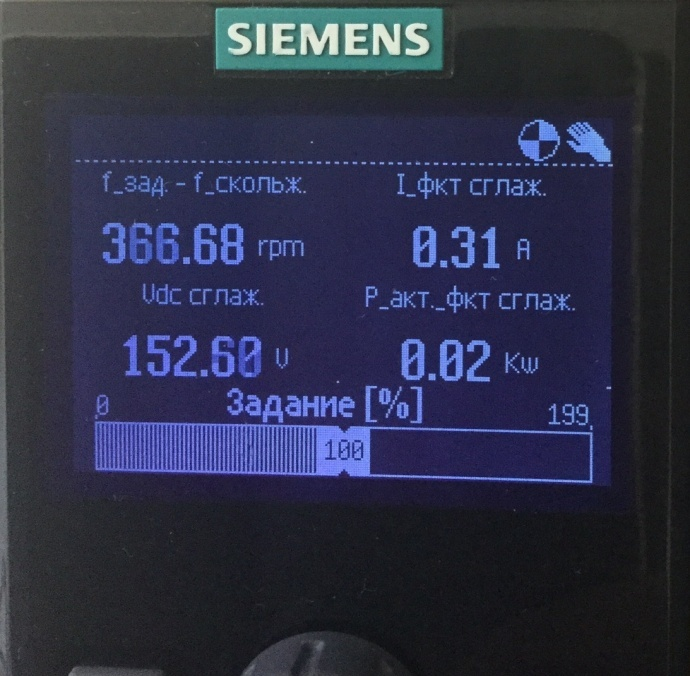 SIEMENS
f_зад. - f_скольж. I_фкт сглаж.
366.68 rpm 0.31 A
Vdc сглаж. P_акт._фкт сглаж.
152.60 V 0.02 Kw
0 Задание [%] 199
100